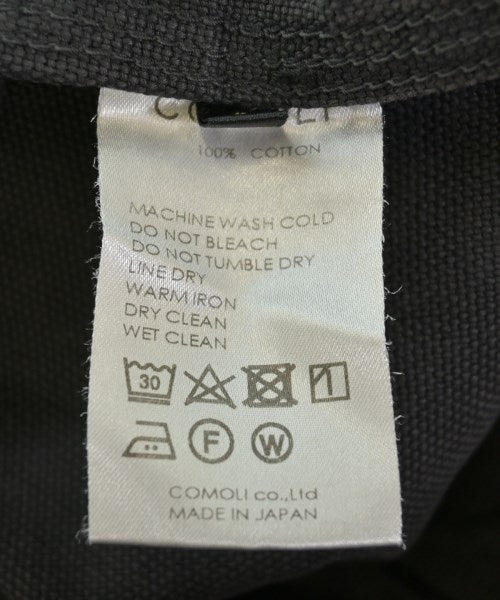 COMOLI
100% COTTON
MACHINE WASH COLD
DO NOT BLEACH
DO NOT TUMBLE DRY
LINE DRY
WARM IRON
DRY CLEAN
WET CLEAN
30
F W
COMOLI co.,Ltd
MADE IN JAPAN